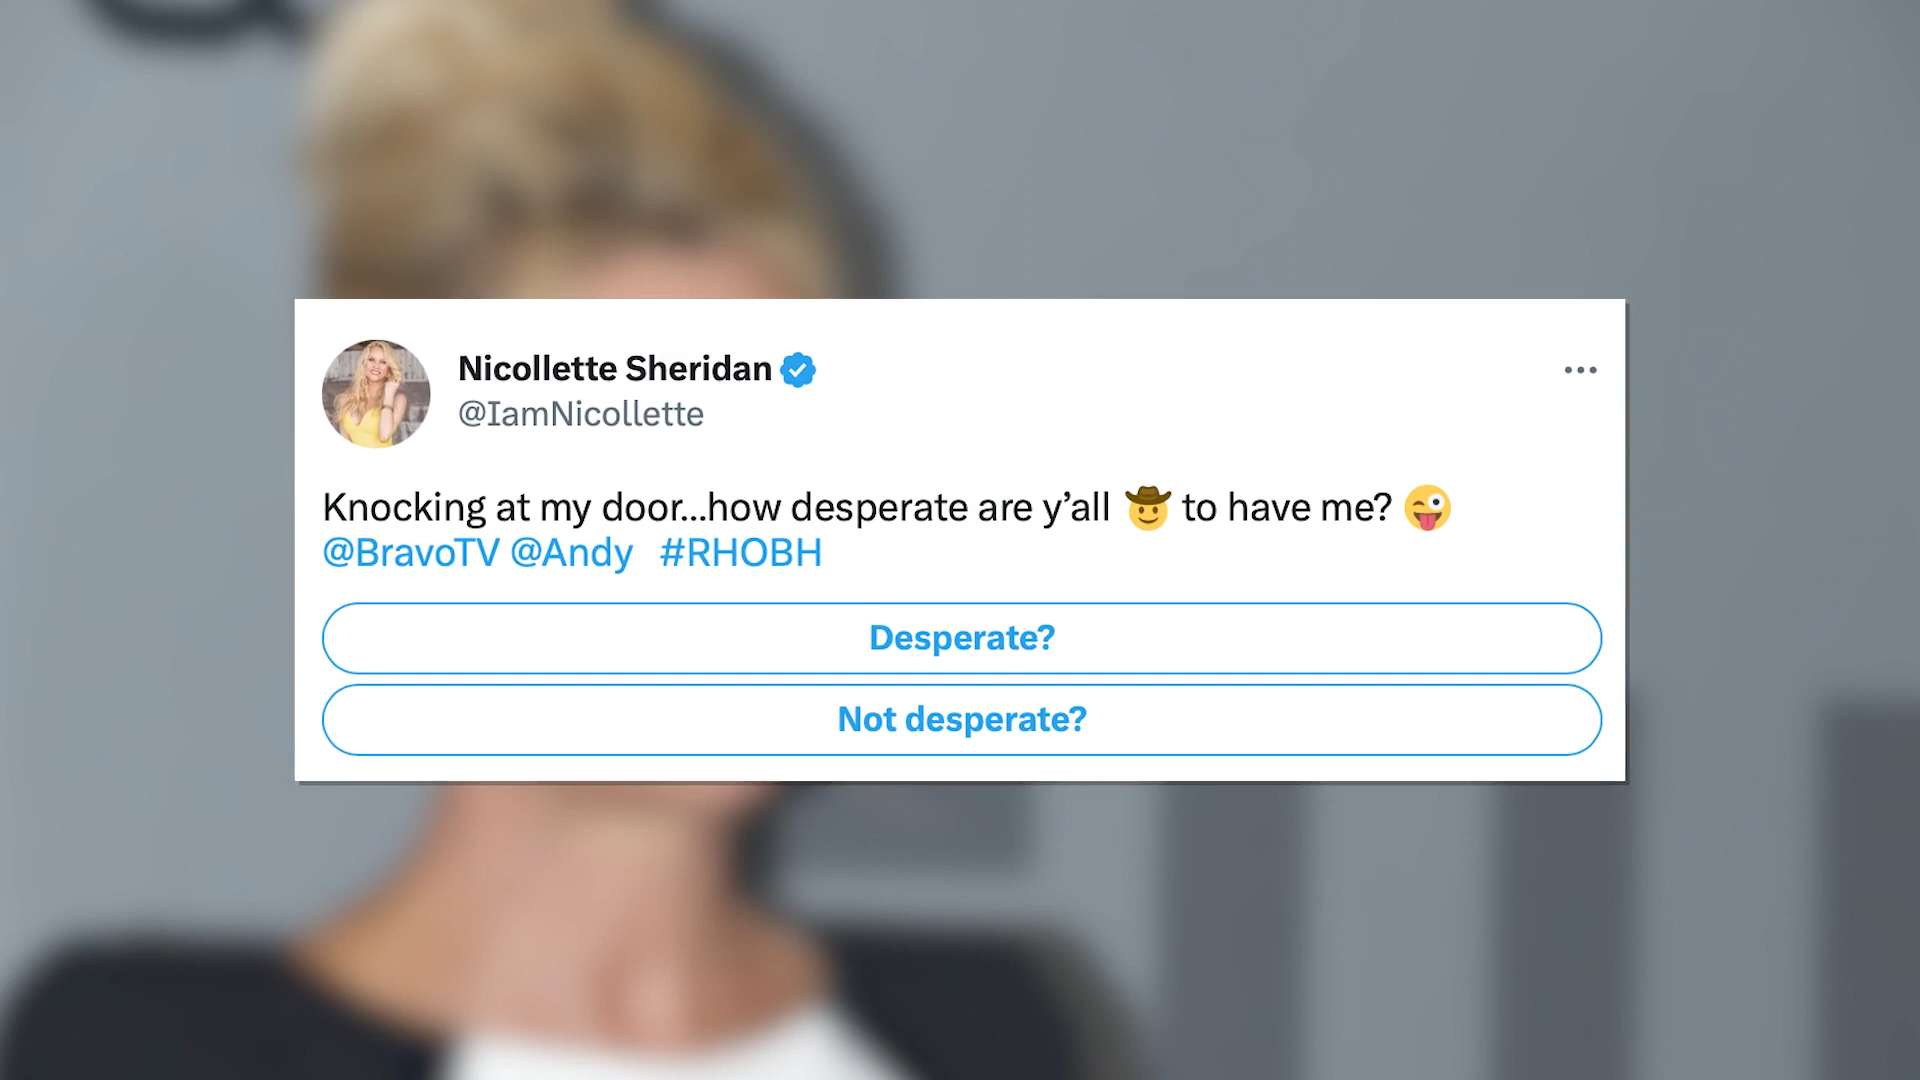 Nicollette Sheridan
@IamNicollette
Knocking at my door...how desperate are y’all 🤠 to have me? 😜
@BravoTV @Andy #RHOBH
Desperate?
Not desperate?